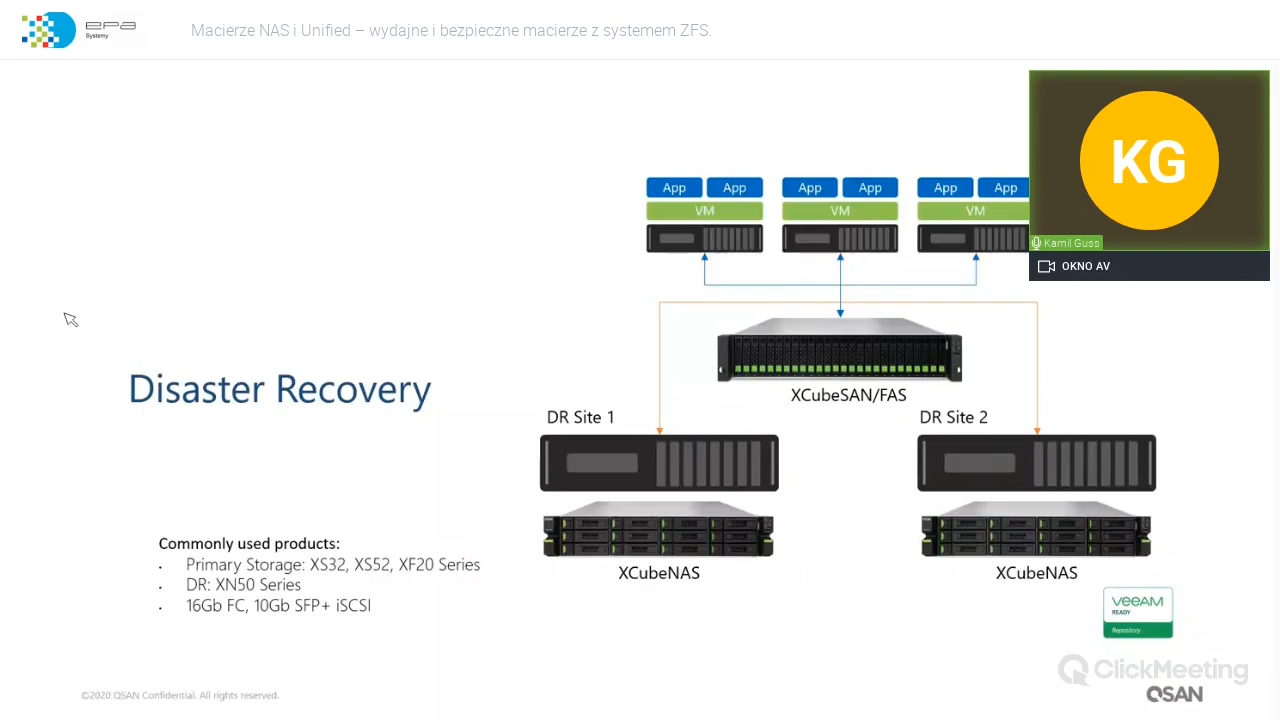 epa
Systemy
Macierze NAS i Unified – wydajne i bezpieczne macierze z systemem ZFS.
KG
Kamil Guss
OKNO AV
App App App App App App
VM VM VM
XCubeSAN/FAS
DR Site 1 DR Site 2
Disaster Recovery
XCubeNAS XCubeNAS
Commonly used products:
• Primary Storage: XS32, XS52, XF20 Series
• DR: XN50 Series
• 16Gb FC, 10Gb SFP+ iSCSI
veeAM
READY
Repository
ClickMeeting
©2020 QSAN Confidential. All rights reserved.
QSAN